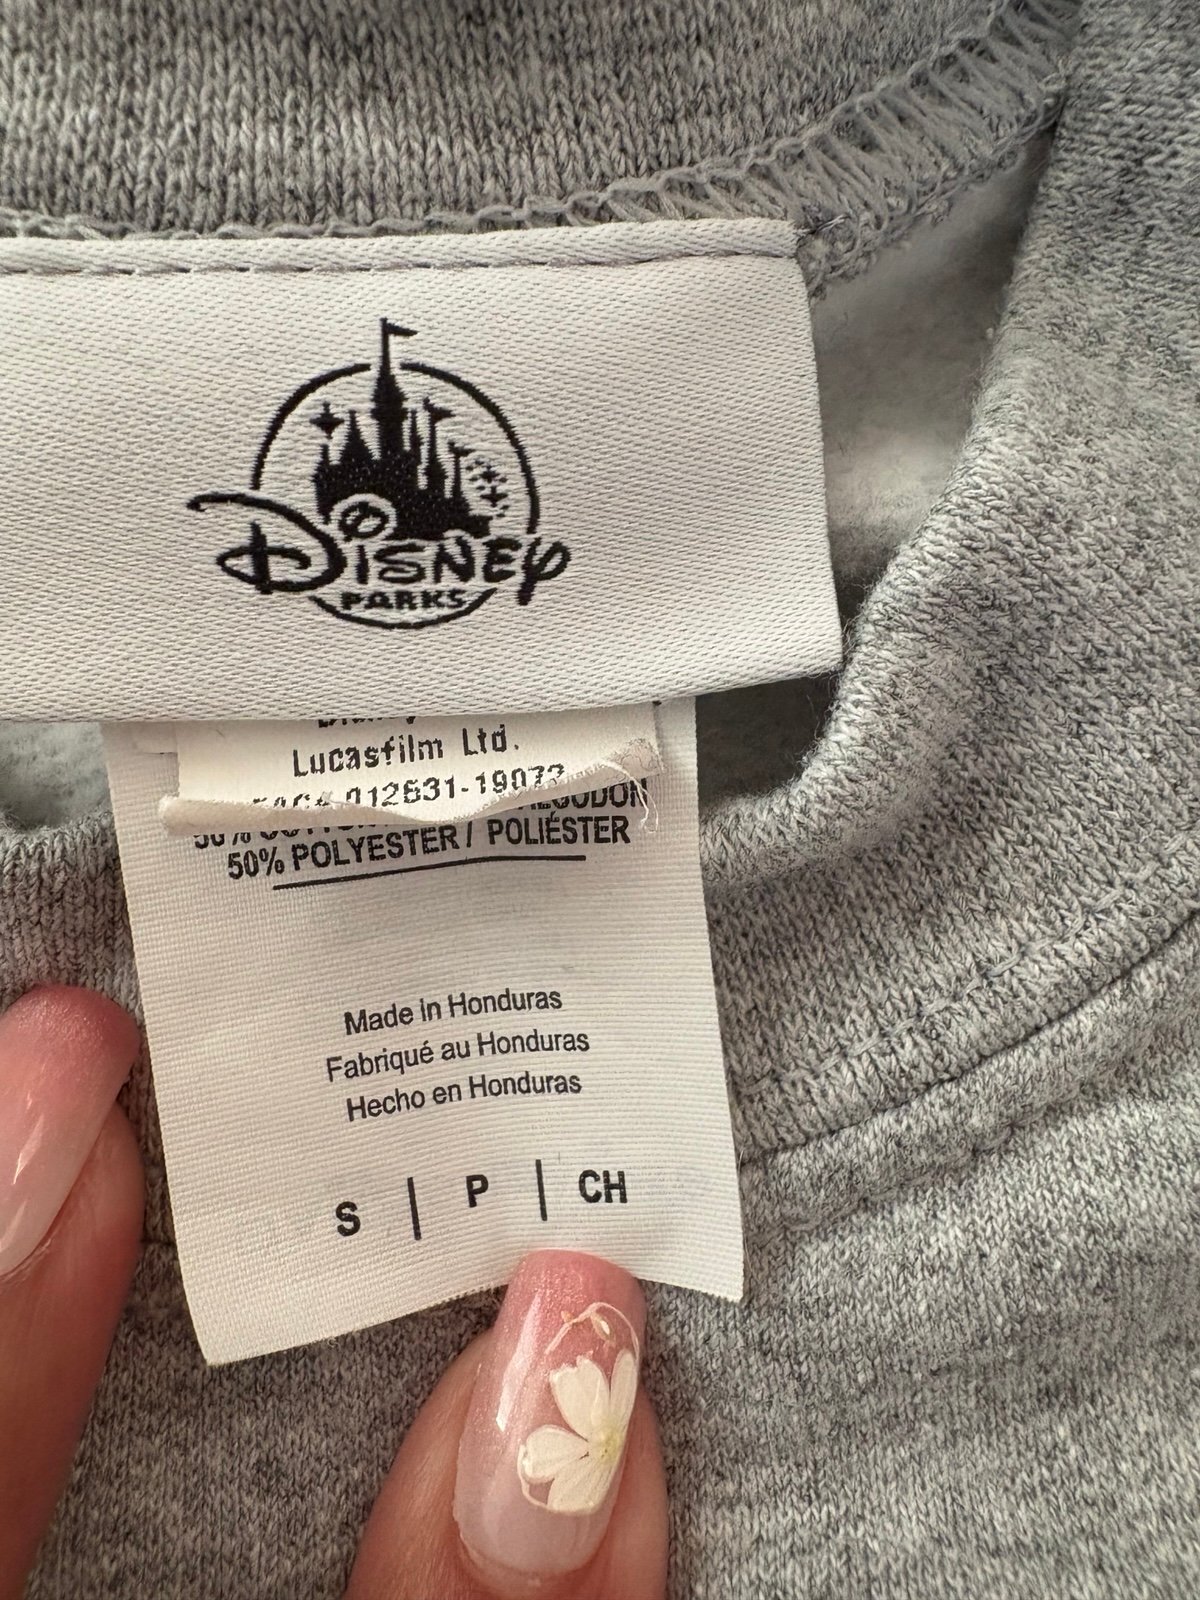 Disney
PARKS
Lucasfilm Ltd.
50% POLYESTER / POLIÉSTER
Made in Honduras
Fabriqué au Honduras
Hecho en Honduras
S | P | CH